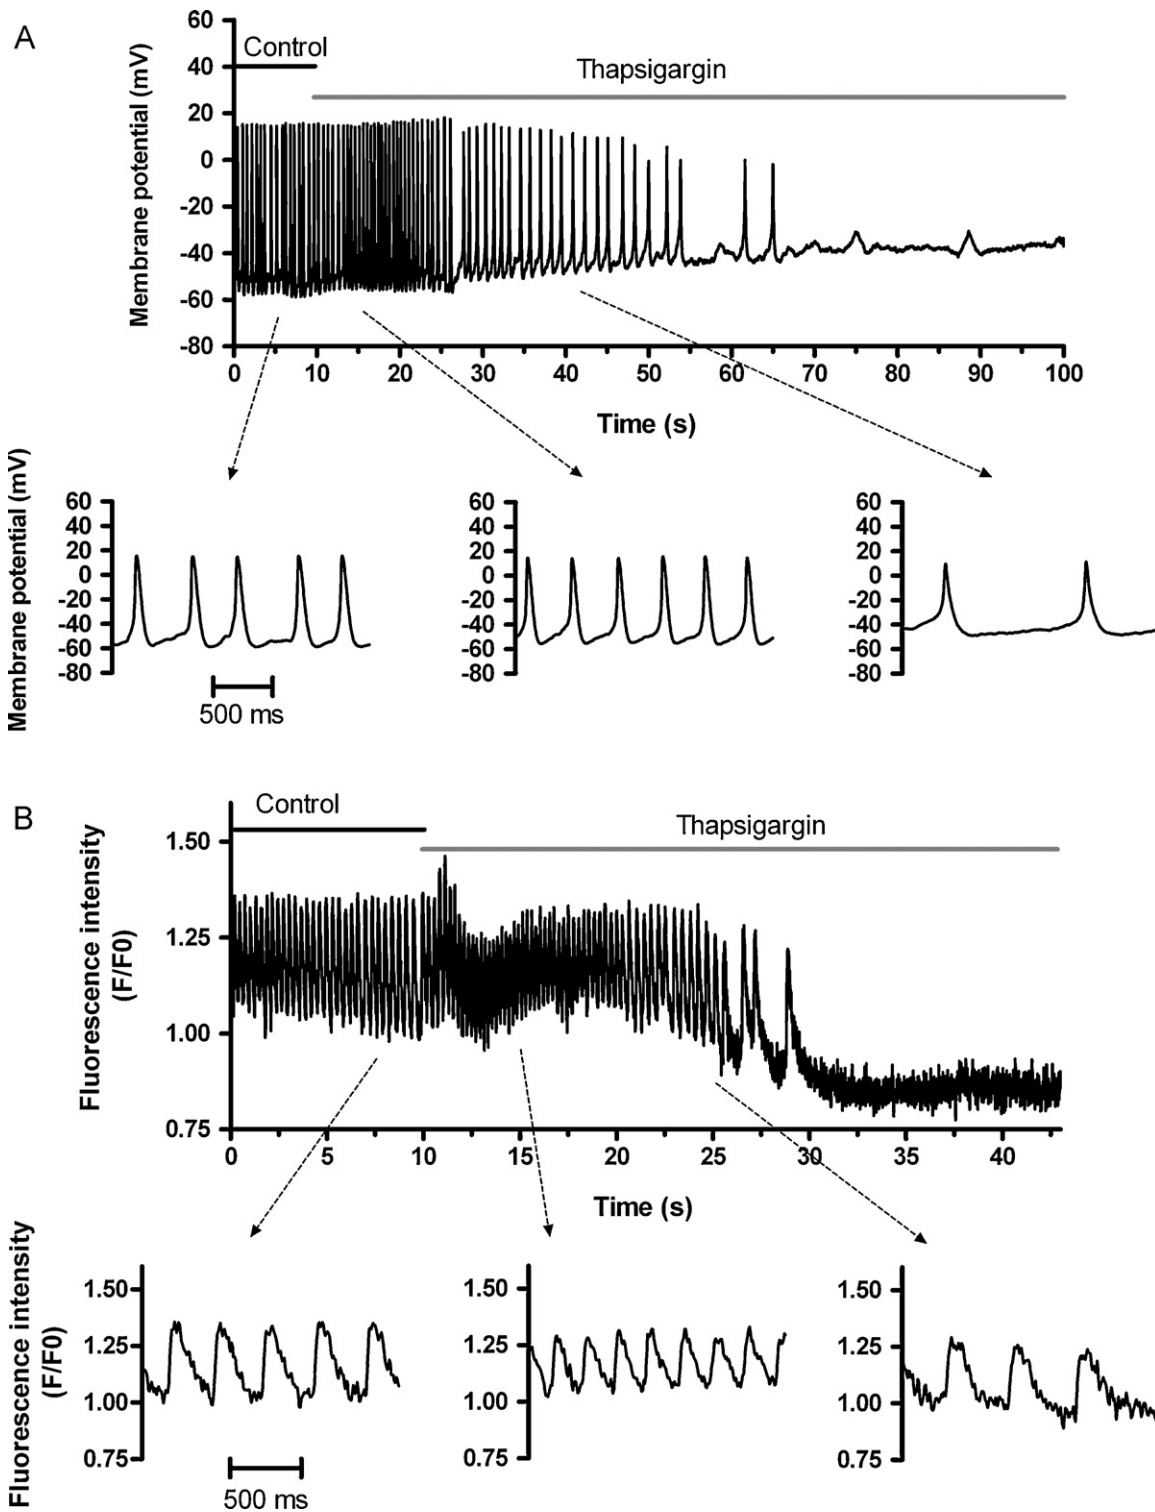 A
Control
Thapsigargin
Membrane potential (mV)
60
40
20
0
-20
-40
-60
-80
0 10 20 30 40 50 60 70 80 90 100
Time (s)
Membrane potential (mV)
60
40
20
0
-20
-40
-60
-80
500 ms
60
40
20
0
-20
-40
-60
-80
60
40
20
0
-20
-40
-60
-80
B
Control
Thapsigargin
Fluorescence intensity
(F/F0)
1.50
1.25
1.00
0.75
0 5 10 15 20 25 30 35 40
Time (s)
Fluorescence intensity
(F/F0)
1.50
1.25
1.00
0.75
500 ms
1.50
1.25
1.00
0.75
1.50
1.25
1.00
0.75